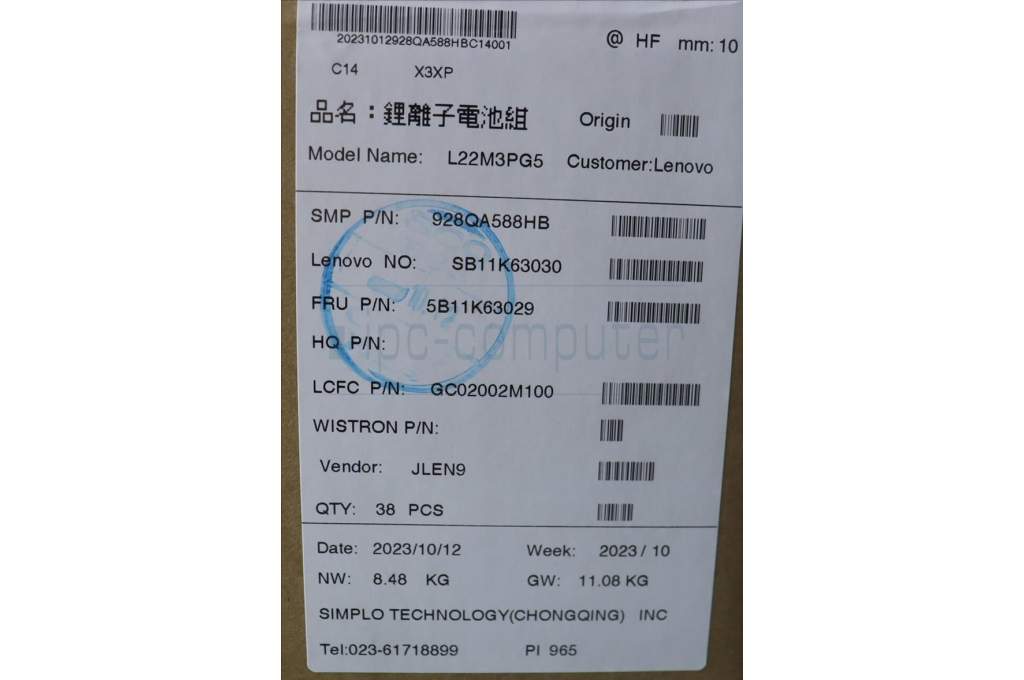 20231012928QA588HBC14001
@ HF mm: 10
C14 X3XP
品名：鋰離子電池組 Origin
Model Name: L22M3PG5 Customer:Lenovo
SMP P/N: 928QA588HB
Lenovo NO: SB11K63030
FRU P/N: 5B11K63029
ipc-computer
HQ P/N:
LCFC P/N: GC02002M100
WISTRON P/N:
Vendor: JLEN9
QTY: 38 PCS
Date: 2023/10/12 Week: 2023 / 10
NW: 8.48 KG GW: 11.08 KG
SIMPLO TECHNOLOGY(CHONGQING) INC
Tel:023-61718899 PI 965